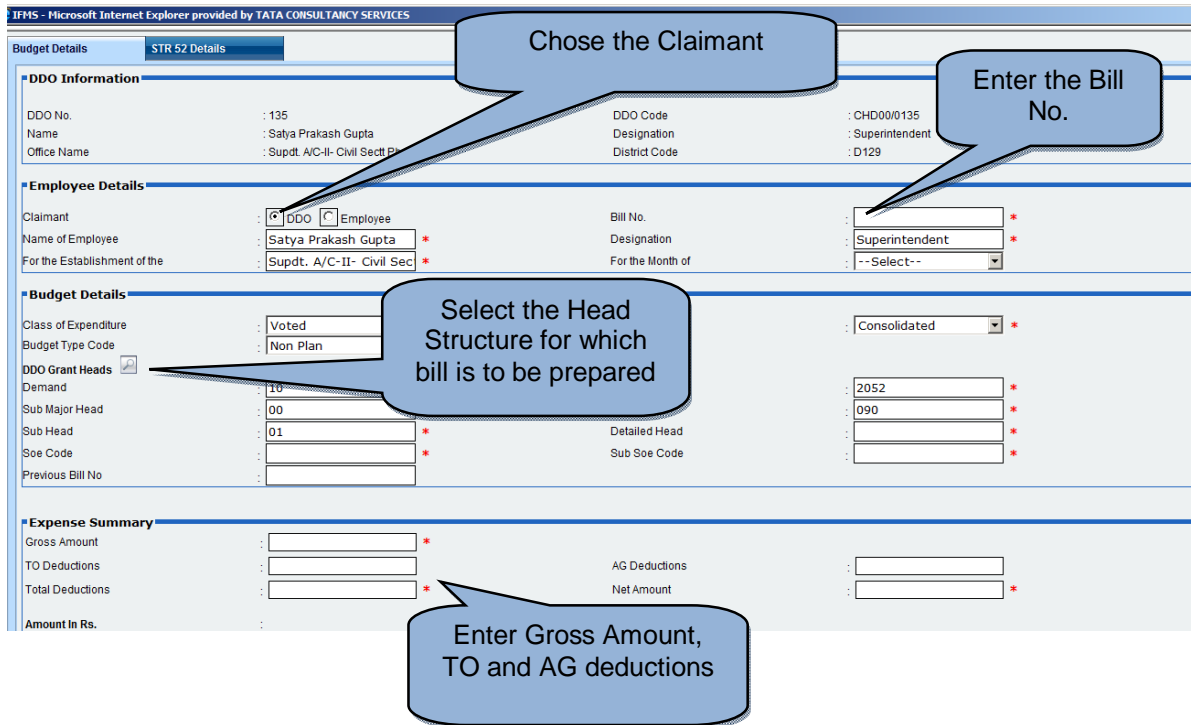 IFMS - Microsoft Internet Explorer provided by TATA CONSULTANCY SERVICES
Budget Details STR 52 Details
Chose the Claimant
Enter the Bill
No.
DDO Information
DDO No. : 135 DDO Code : CHD00/0135
Name : Satya Prakash Gupta Designation : Superintendent
Office Name : Supdt. A/C-II- Civil Sectt District Code : D129
Employee Details
Claimant : DDO Employee Bill No. : *
Name of Employee : Satya Prakash Gupta * Designation : Superintendent *
For the Establishment of the : Supdt. A/C-II- Civil Sec * For the Month of : --Select--
Budget Details
Select the Head
Structure for which
bill is to be prepared
Class of Expenditure : Voted : Consolidated *
Budget Type Code : Non Plan
DDO Grant Heads
Demand : 10 : 2052 *
Sub Major Head : 00 : 090 *
Sub Head : 01 * Detailed Head : *
Soe Code : * Sub Soe Code : *
Previous Bill No :
Expense Summary
Gross Amount : *
TO Deductions : AG Deductions :
Total Deductions : * Net Amount : *
Amount In Rs. :
Enter Gross Amount,
TO and AG deductions